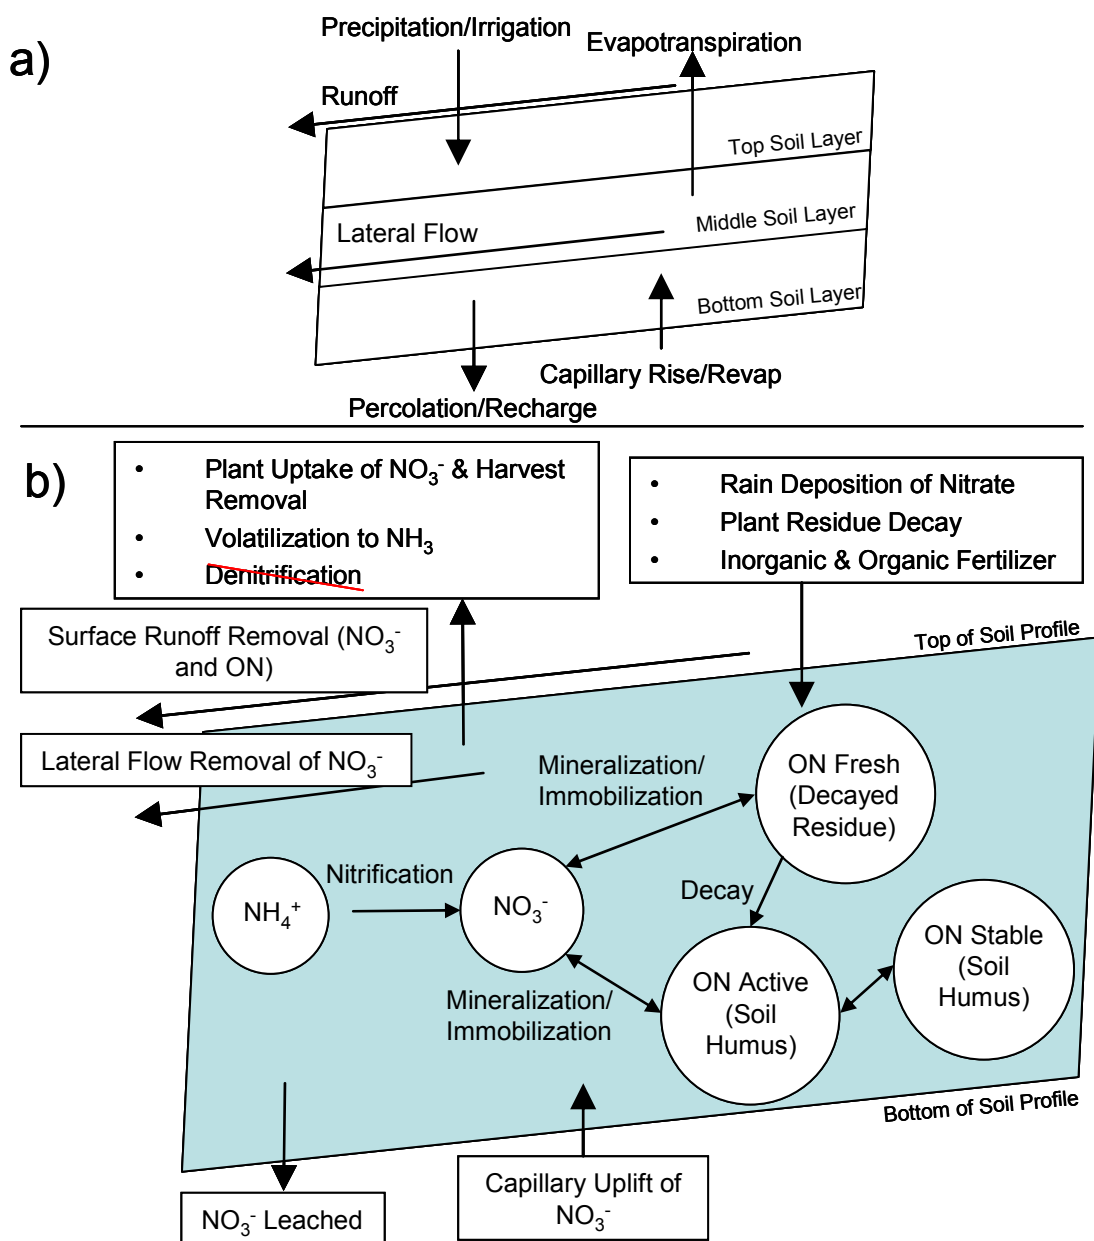 a)
Precipitation/Irrigation
Evapotranspiration
Runoff
Top Soil Layer
Lateral Flow
Middle Soil Layer
Bottom Soil Layer
Capillary Rise/Revap
Percolation/Recharge
b)
• Plant Uptake of NO₃⁻ & Harvest
Removal
• Volatilization to NH₃
• Denitrification
• Rain Deposition of Nitrate
• Plant Residue Decay
• Inorganic & Organic Fertilizer
Surface Runoff Removal (NO₃⁻
and ON)
Top of Soil Profile
Lateral Flow Removal of NO₃⁻
Mineralization/
Immobilization
ON Fresh
(Decayed
Residue)
Nitrification
NH₄⁺
NO₃⁻
Decay
ON Stable
(Soil
Humus)
ON Active
(Soil
Humus)
Mineralization/
Immobilization
Bottom of Soil Profile
NO₃⁻ Leached
Capillary Uplift of
NO₃⁻